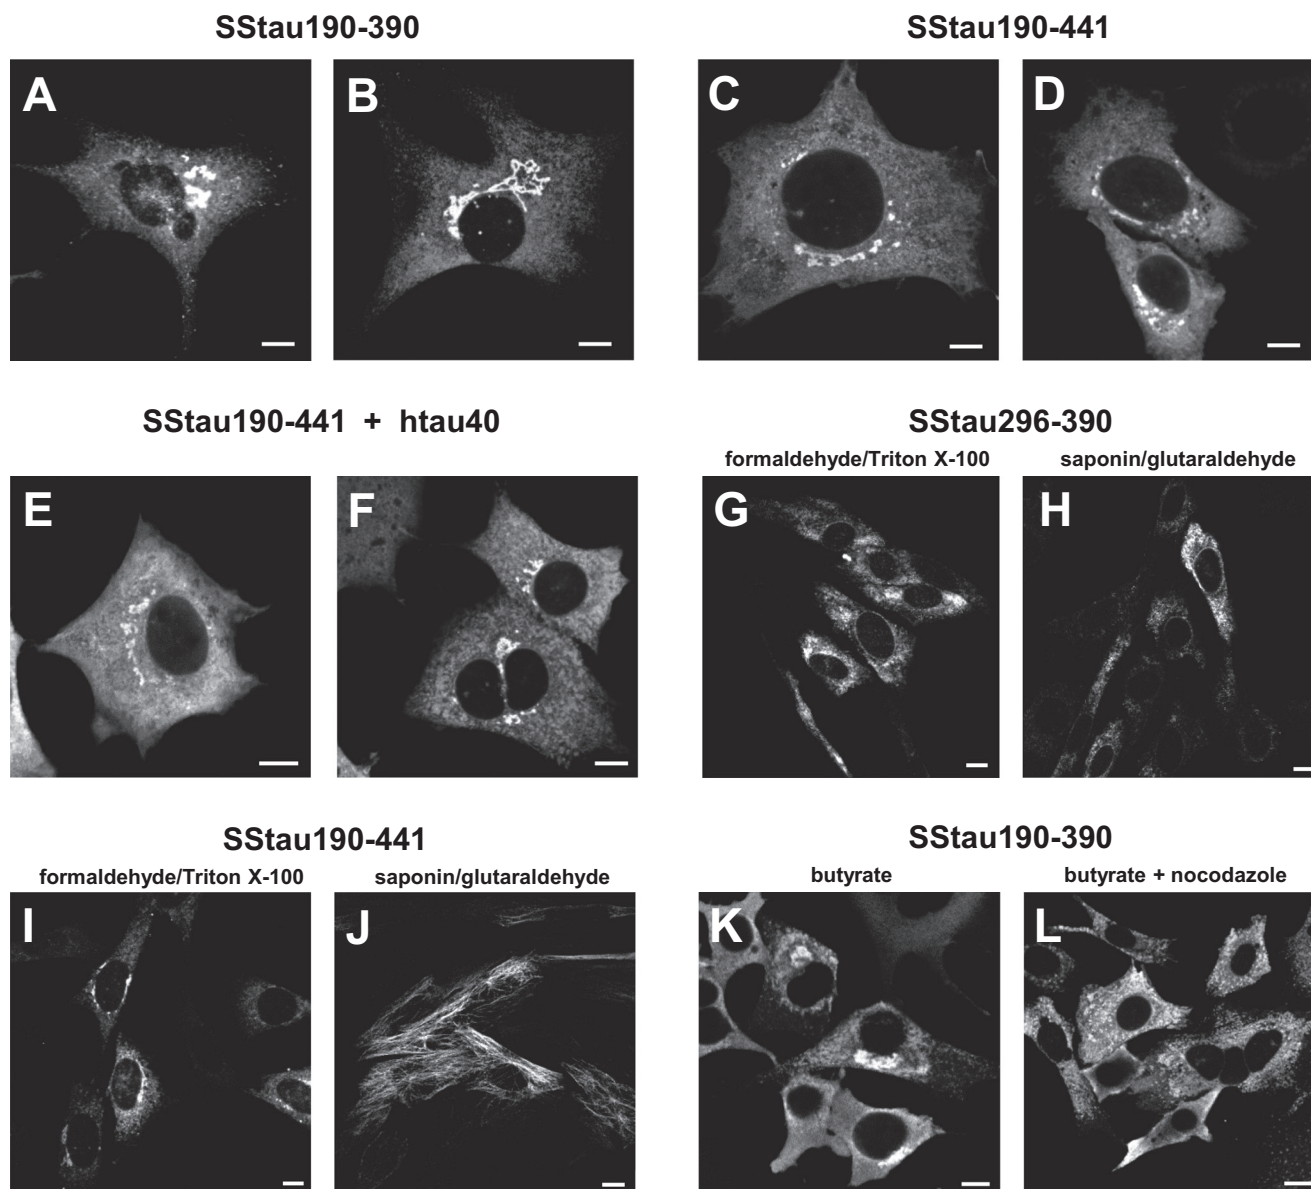 SStau190-390
SStau190-441
A
B
C
D
SStau190-441 + htau40
SStau296-390
formaldehyde/Triton X-100
saponin/glutaraldehyde
E
F
G
H
SStau190-441
SStau190-390
formaldehyde/Triton X-100
saponin/glutaraldehyde
butyrate
butyrate + nocodazole
I
J
K
L